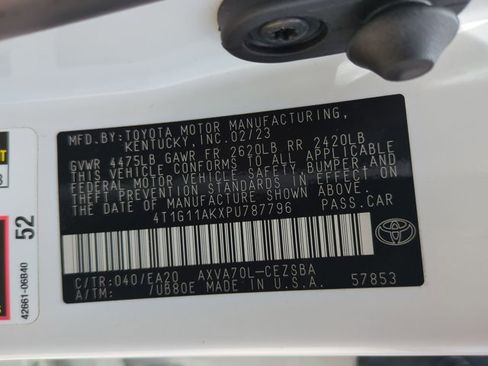 MFD.BY:TOYOTA MOTOR MANUFACTURING,
KENTUCKY, INC. 02/23
GVWR 4475LB GAWR FR 2620LB RR 2420LB
THIS VEHICLE CONFORMS TO ALL APPLICABLE
FEDERAL MOTOR VEHICLE SAFETY,BUMPER,AND
THEFT PREVENTION STANDARDS IN EFFECT ON
THE DATE OF MANUFACTURE SHOWN ABOVE.
4T1G11AKXPU787796 PASS.CAR
C/TR:040/EA20 AXVA70L-CEZSBA
A/TM: /UB80E MADE IN U.S.A. 57853
52
42661-06B40